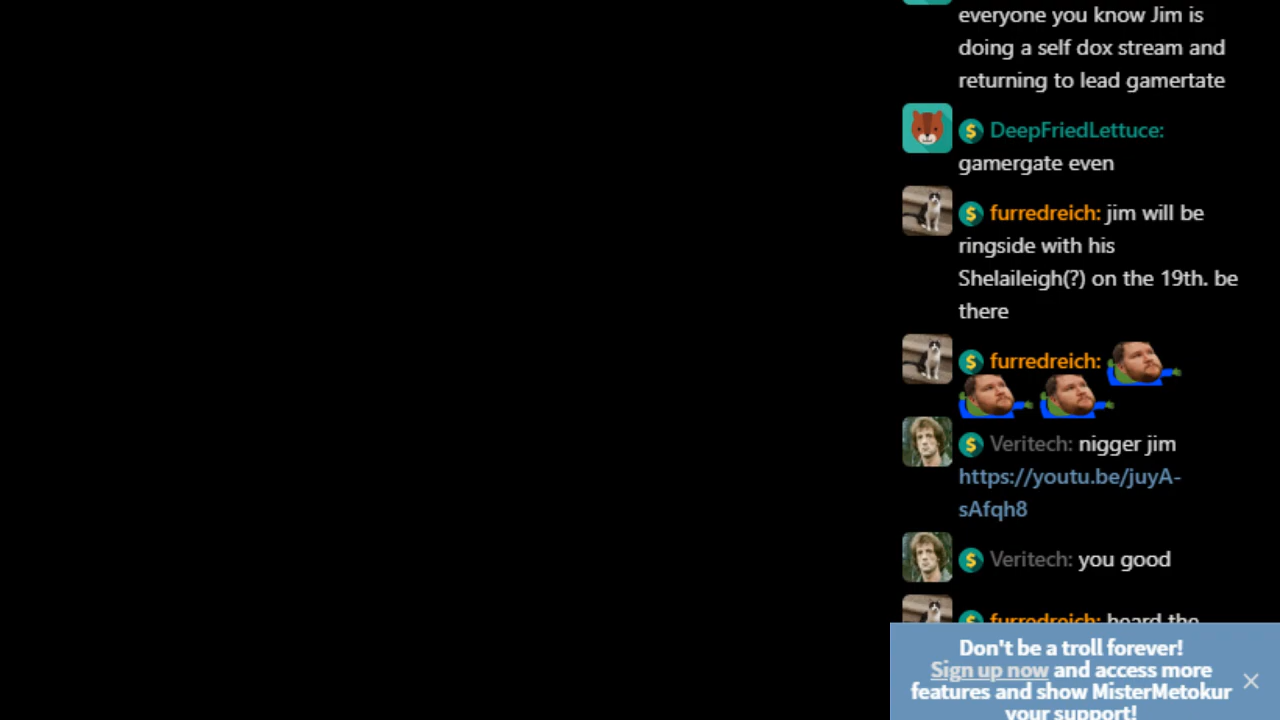 everyone you know Jim is
doing a self dox stream and
returning to lead gamertate
$ DeepFriedLettuce:
gamergate even
$ furredreich: jim will be
ringside with his
Shelaileigh(?) on the 19th. be
there
$ furredreich:
$ Veritech: nigger jim
https://youtu.be/juyA-
sAfqh8
$ Veritech: you good
$ furredreich: heard the
Don't be a troll forever!
Sign up now and access more
features and show MisterMetokur
your support!